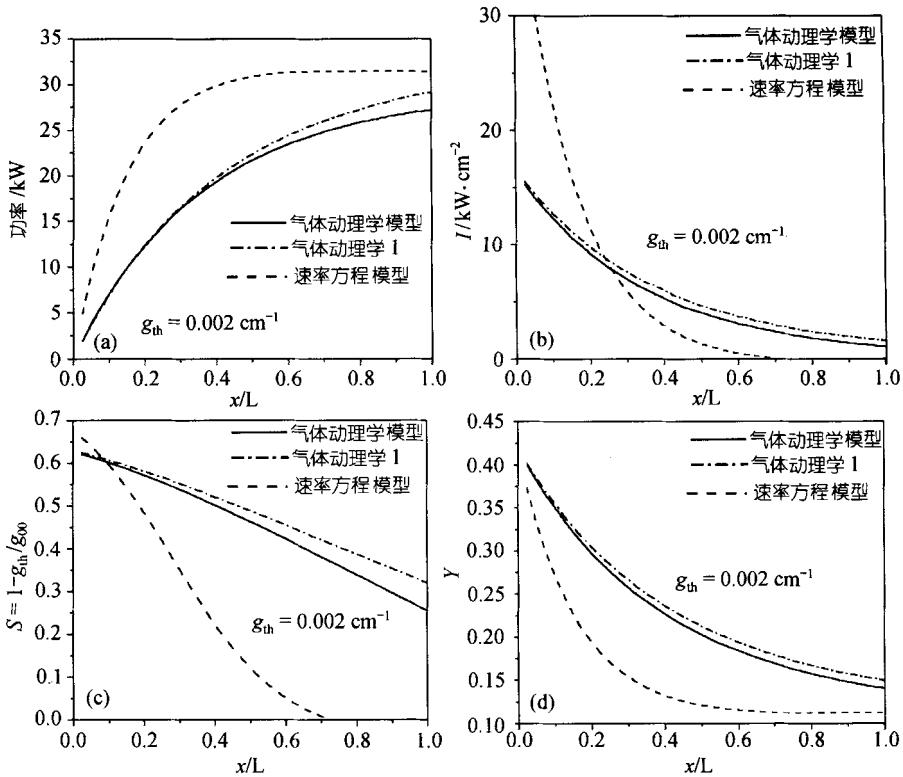 (a)
35
30
25
20
15
10
5
0
功率/kW
气体动理学模型
气体动理学 1
速率方程模型
g_th = 0.002 cm⁻¹
0.0 0.2 0.4 0.6 0.8 1.0
x/L
(b)
30
20
10
0
I/kW·cm⁻²
气体动理学模型
气体动理学 1
速率方程模型
g_th = 0.002 cm⁻¹
0.0 0.2 0.4 0.6 0.8 1.0
x/L
(c)
0.7
0.6
0.5
0.4
0.3
0.2
0.1
0.0
S = 1−g_th/g_00
气体动理学模型
气体动理学 1
速率方程模型
g_th = 0.002 cm⁻¹
0.0 0.2 0.4 0.6 0.8 1.0
x/L
(d)
0.45
0.40
0.35
0.30
0.25
0.20
0.15
0.10
Y
气体动理学模型
气体动理学 1
速率方程模型
g_th = 0.002 cm⁻¹
0.0 0.2 0.4 0.6 0.8 1.0
x/L